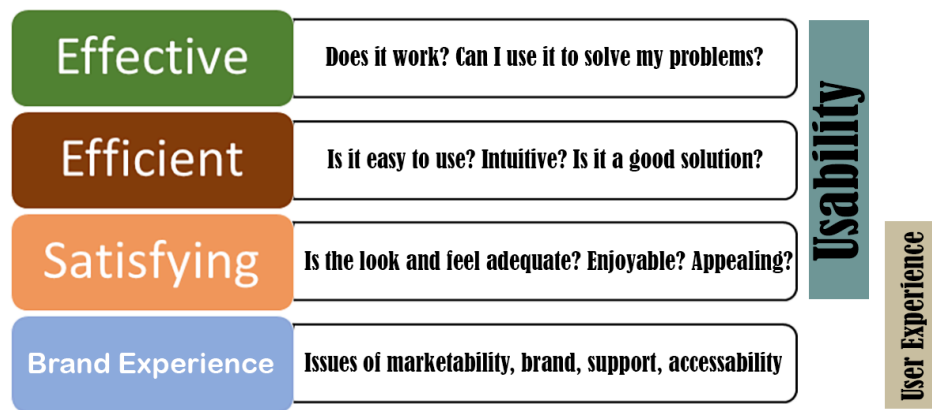 Effective
Does it work? Can I use it to solve my problems?
Efficient
Is it easy to use? Intuitive? Is it a good solution?
Satisfying
Is the look and feel adequate? Enjoyable? Appealing?
Brand Experience
Issues of marketability, brand, support, accessability
Usability
User Experience